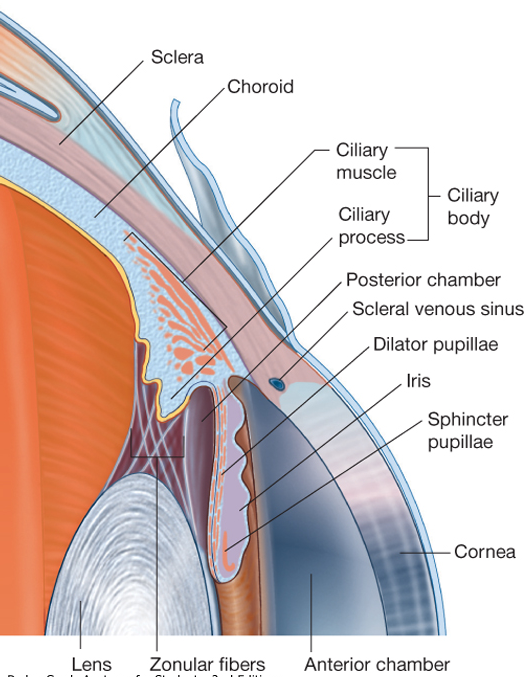 Sclera
Choroid
Ciliary
muscle
Ciliary
process
Ciliary
body
Posterior chamber
Scleral venous sinus
Dilator pupillae
Iris
Sphincter
pupillae
Cornea
Lens
Zonular fibers
Anterior chamber